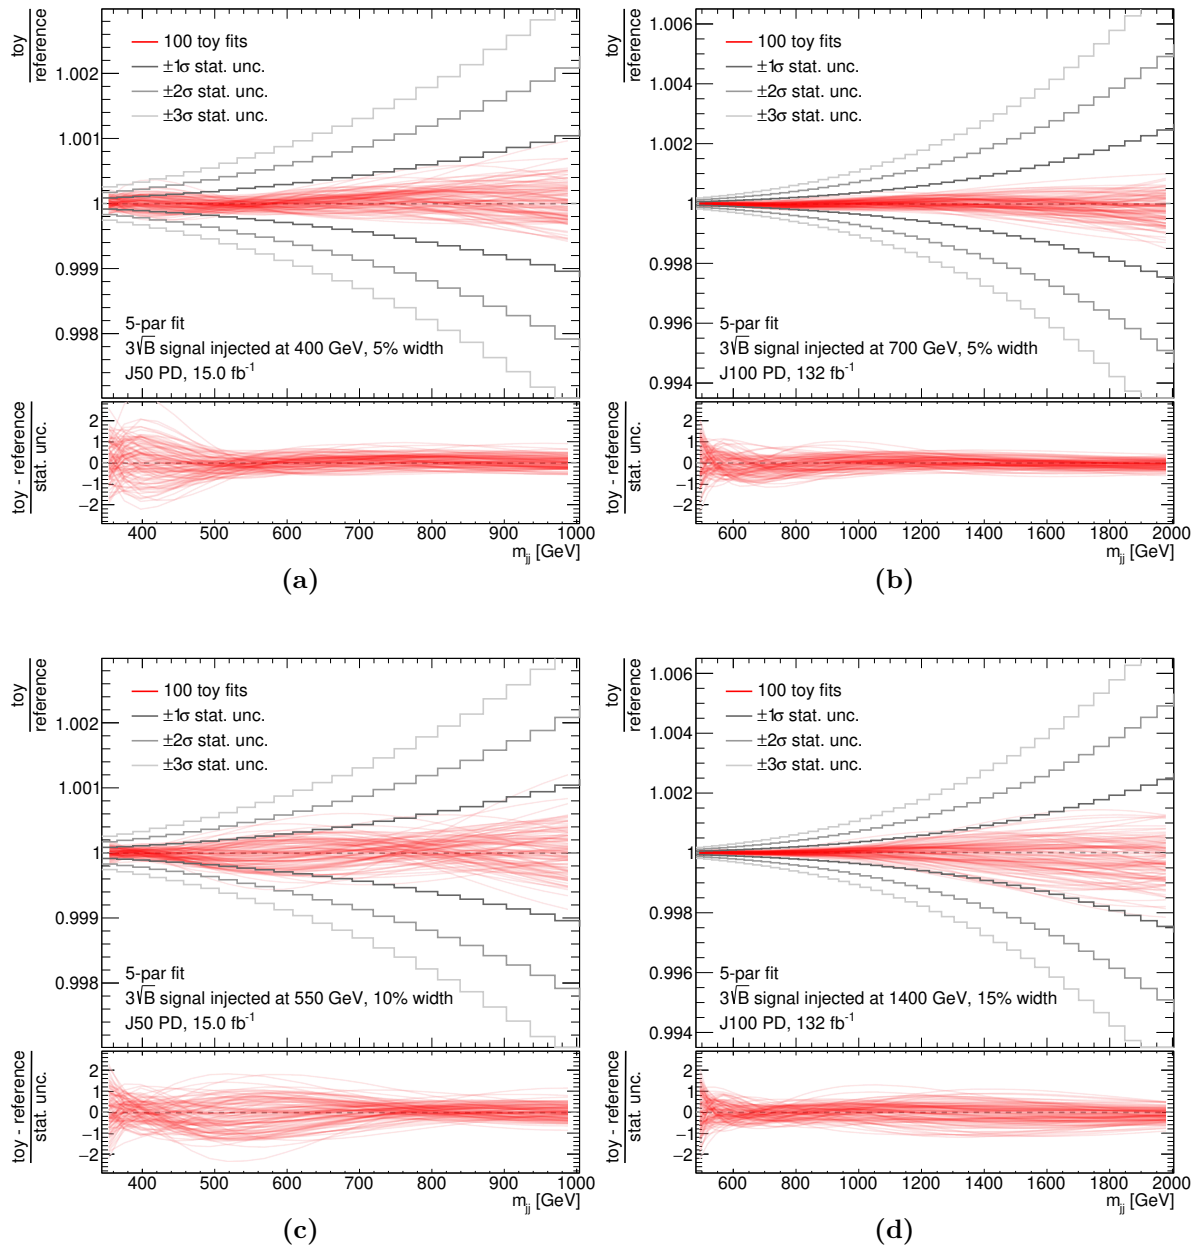 toy
reference
1.002
1.001
1
0.999
0.998
100 toy fits
±1σ stat. unc.
±2σ stat. unc.
±3σ stat. unc.
5-par fit
3√B signal injected at 400 GeV, 5% width
J50 PD, 15.0 fb⁻¹
toy - reference
stat. unc.
2
1
0
−1
−2
400 500 600 700 800 900 1000
m_jj [GeV]
(a)
toy
reference
1.006
1.004
1.002
1
0.998
0.996
0.994
100 toy fits
±1σ stat. unc.
±2σ stat. unc.
±3σ stat. unc.
5-par fit
3√B signal injected at 700 GeV, 5% width
J100 PD, 132 fb⁻¹
toy - reference
stat. unc.
2
1
0
−1
−2
600 800 1000 1200 1400 1600 1800 2000
m_jj [GeV]
(b)
toy
reference
1.002
1.001
1
0.999
0.998
100 toy fits
±1σ stat. unc.
±2σ stat. unc.
±3σ stat. unc.
5-par fit
3√B signal injected at 550 GeV, 10% width
J50 PD, 15.0 fb⁻¹
toy - reference
stat. unc.
2
1
0
−1
−2
400 500 600 700 800 900 1000
m_jj [GeV]
(c)
toy
reference
1.006
1.004
1.002
1
0.998
0.996
0.994
100 toy fits
±1σ stat. unc.
±2σ stat. unc.
±3σ stat. unc.
5-par fit
3√B signal injected at 1400 GeV, 15% width
J100 PD, 132 fb⁻¹
toy - reference
stat. unc.
2
1
0
−1
−2
600 800 1000 1200 1400 1600 1800 2000
m_jj [GeV]
(d)